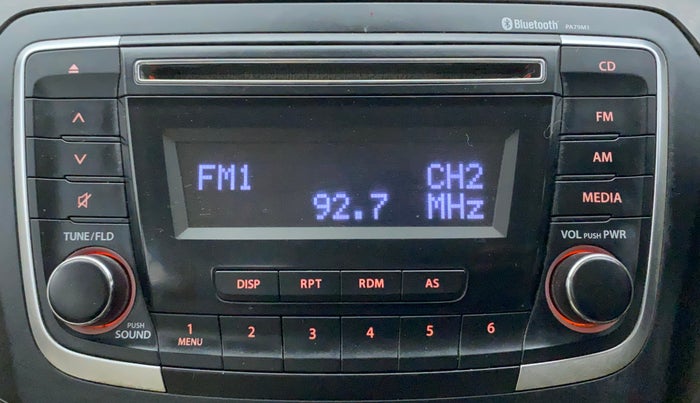 Bluetooth® PA79M1
CD
FM
AM
MEDIA
FM1 CH2
92.7 MHz
TUNE/FLD
VOL PUSH PWR
DISP RPT RDM AS
PUSH
SOUND
1 2 3 4 5 6
MENU